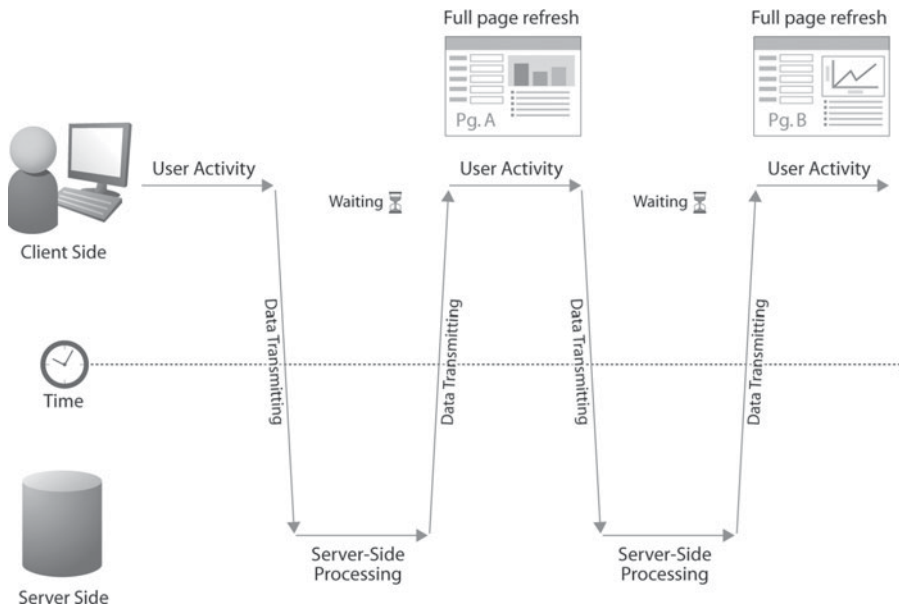 Full page refresh
Full page refresh
Pg. A
Pg. B
User Activity
User Activity
User Activity
Waiting
Waiting
Client Side
Data Transmitting
Data Transmitting
Data Transmitting
Data Transmitting
Time
Server-Side
Processing
Server-Side
Processing
Server Side